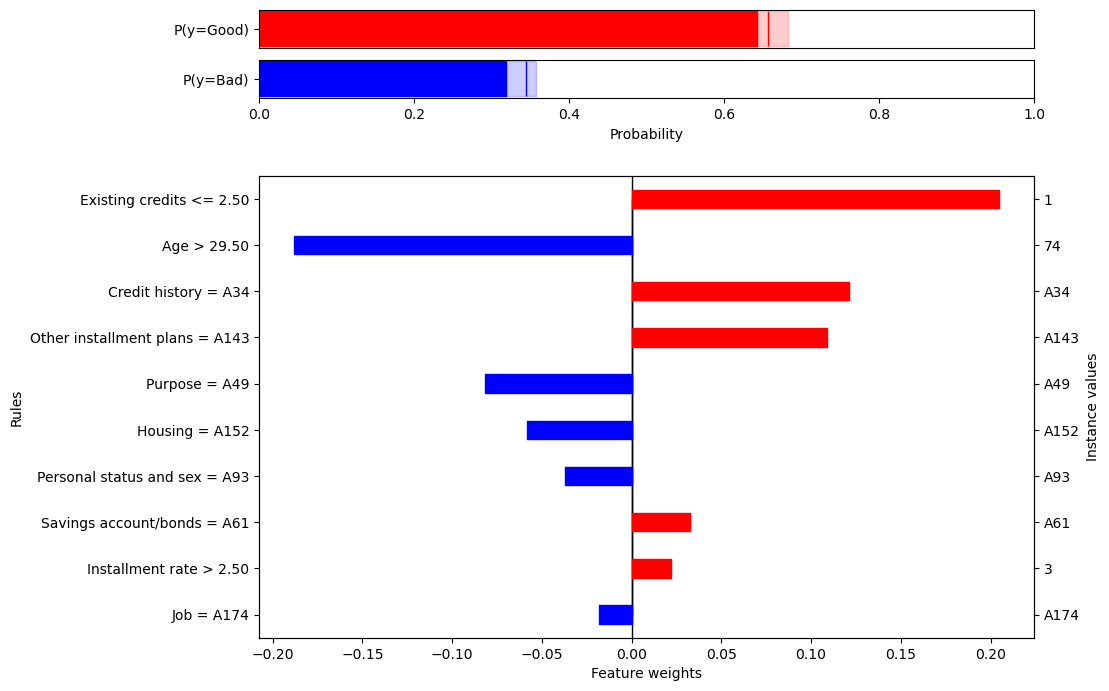 P(y=Good)
P(y=Bad)
0.0 0.2 0.4 0.6 0.8 1.0
Probability
Existing credits <= 2.50 1
Age > 29.50 74
Credit history = A34 A34
Other installment plans = A143 A143
Purpose = A49 A49
Housing = A152 A152
Personal status and sex = A93 A93
Savings account/bonds = A61 A61
Installment rate > 2.50 3
Job = A174 A174
Rules
Instance values
−0.20 −0.15 −0.10 −0.05 0.00 0.05 0.10 0.15 0.20
Feature weights